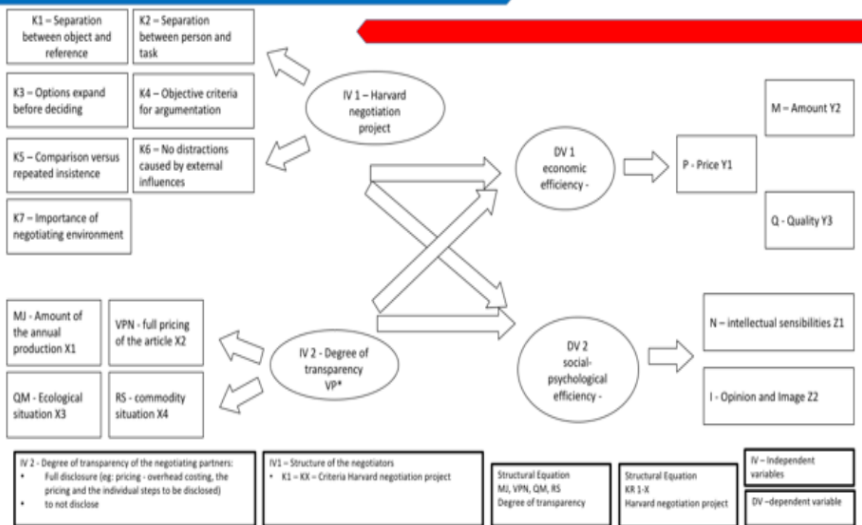 K1 – Separation
between object and
reference
K2 – Separation
between person and
task
K3 – Options expand
before deciding
K4 – Objective criteria
for argumentation
K5 – Comparison versus
repeated insistence
K6 – No distractions
caused by external
influences
K7 – Importance of
negotiating environment
IV 1 – Harvard
negotiation
project
DV 1
economic
efficiency -
P - Price Y1
M – Amount Y2
Q - Quality Y3
MJ - Amount of
the annual
production X1
VPN - full pricing
of the article X2
QM - Ecological
situation X3
RS - commodity
situation X4
IV 2 - Degree of
transparency
VP*
DV 2
social-
psychological
efficiency -
N – intellectual sensibilities Z1
I - Opinion and Image Z2
IV 2 - Degree of transparency of the negotiating partners:
• Full disclosure (eg: pricing - overhead costing, the
pricing and the individual steps to be disclosed)
• to not disclose
IV1 – Structure of the negotiators
• K1 – KX – Criteria Harvard negotiation project
Structural Equation
MJ, VPN, QM, RS
Degree of transparency
Structural Equation
KR 1-X
Harvard negotiation project
IV – Independent
variables
DV –dependent variable